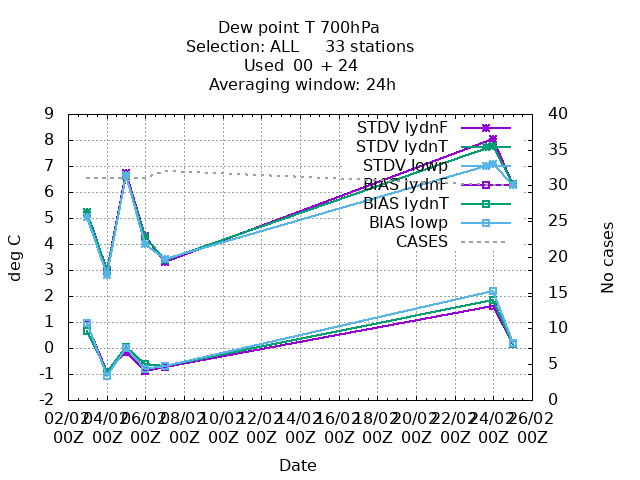 Dew point T 700hPa
Selection: ALL 33 stations
Used 00 + 24
Averaging window: 24h
9 40
8 35
7 30
6 25
5 20
4 15
3 10
2 5
1 0
0
-1
-2
deg C
No cases
STDV lydnF
STDV lydnT
STDV lowp
BIAS lydnF
BIAS lydnT
BIAS lowp
CASES
02/02 04/02 06/02 08/02 10/02 12/02 14/02 16/02 18/02 20/02 22/02 24/02 26/02
00Z 00Z 00Z 00Z 00Z 00Z 00Z 00Z 00Z 00Z 00Z 00Z 00Z
Date